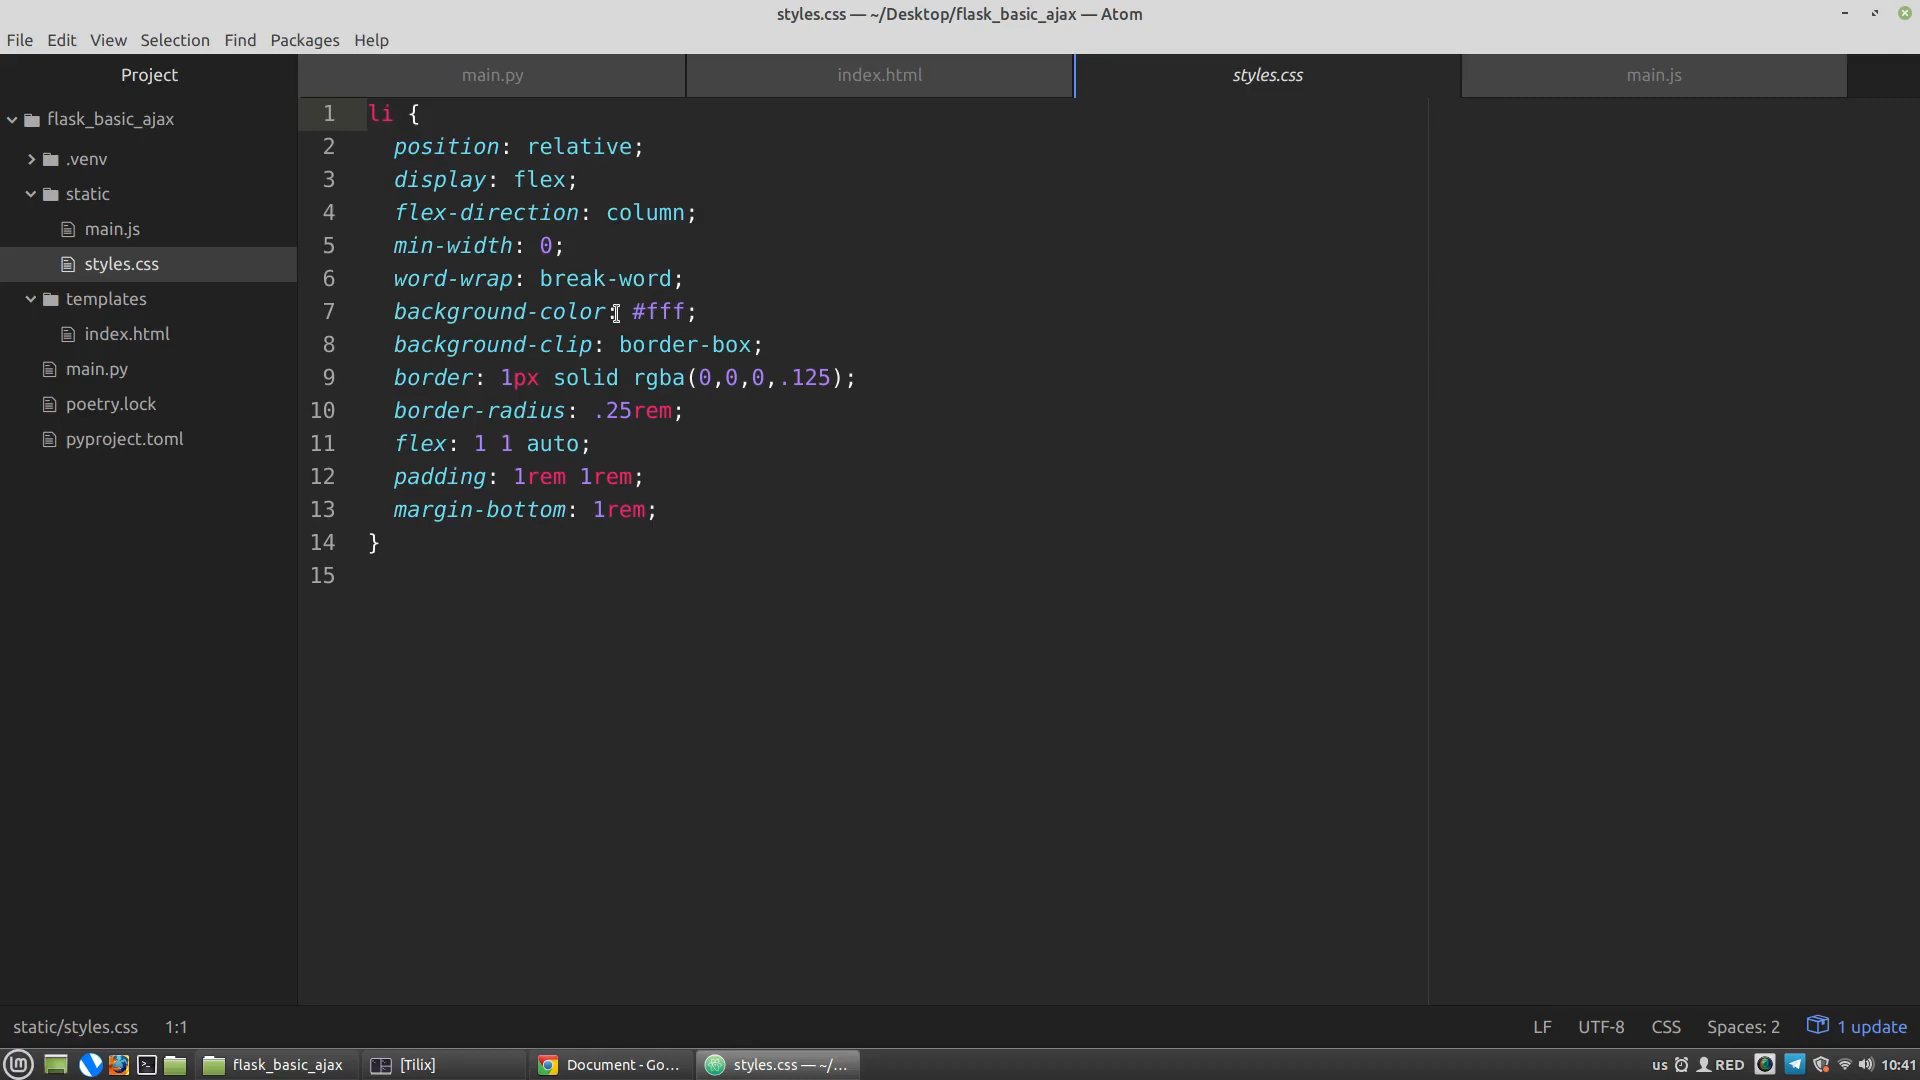 styles.css — ~/Desktop/flask_basic_ajax — Atom
File Edit View Selection Find Packages Help
Project
main.py index.html styles.css main.js
flask_basic_ajax
.venv
static
main.js
styles.css
templates
index.html
main.py
poetry.lock
pyproject.toml
1 li {
2 position: relative;
3 display: flex;
4 flex-direction: column;
5 min-width: 0;
6 word-wrap: break-word;
7 background-color: #fff;
8 background-clip: border-box;
9 border: 1px solid rgba(0,0,0,.125);
10 border-radius: .25rem;
11 flex: 1 1 auto;
12 padding: 1rem 1rem;
13 margin-bottom: 1rem;
14 }
15
static/styles.css 1:1 LF UTF-8 CSS Spaces: 2 1 update
flask_basic_ajax [Tilix] Document - Go... styles.css — ~/... us RED 10:41